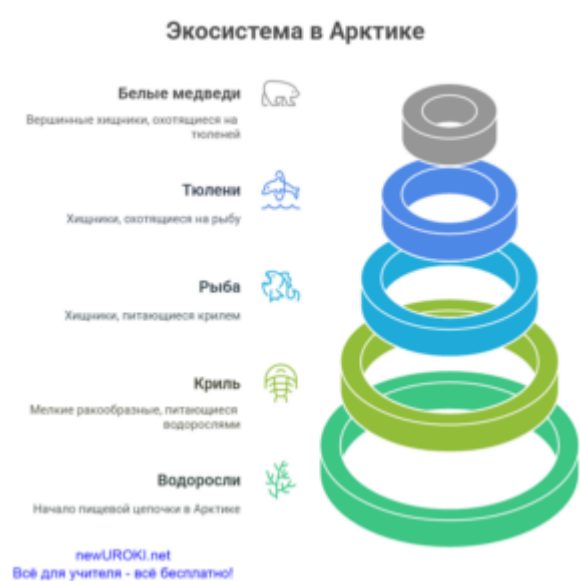 Экосистема в Арктике
Белые медведи
Вершинные хищники, охотящиеся на
тюленей
Тюлени
Хищники, охотящиеся на рыбу
Рыба
Хищники, питающиеся крилем
Криль
Мелкие ракообразные, питающиеся
водорослями
Водоросли
Начало пищевой цепочки в Арктике
newUROKI.net
Всё для учителя - всё бесплатно!